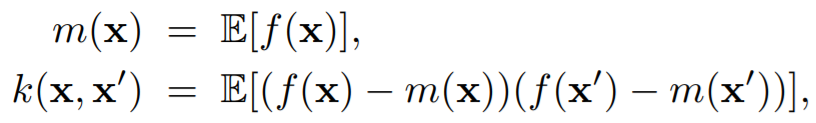 m(𝐱) = 𝔼[f(𝐱)],
k(𝐱, 𝐱′) = 𝔼[(f(𝐱) − m(𝐱))(f(𝐱′) − m(𝐱′))],